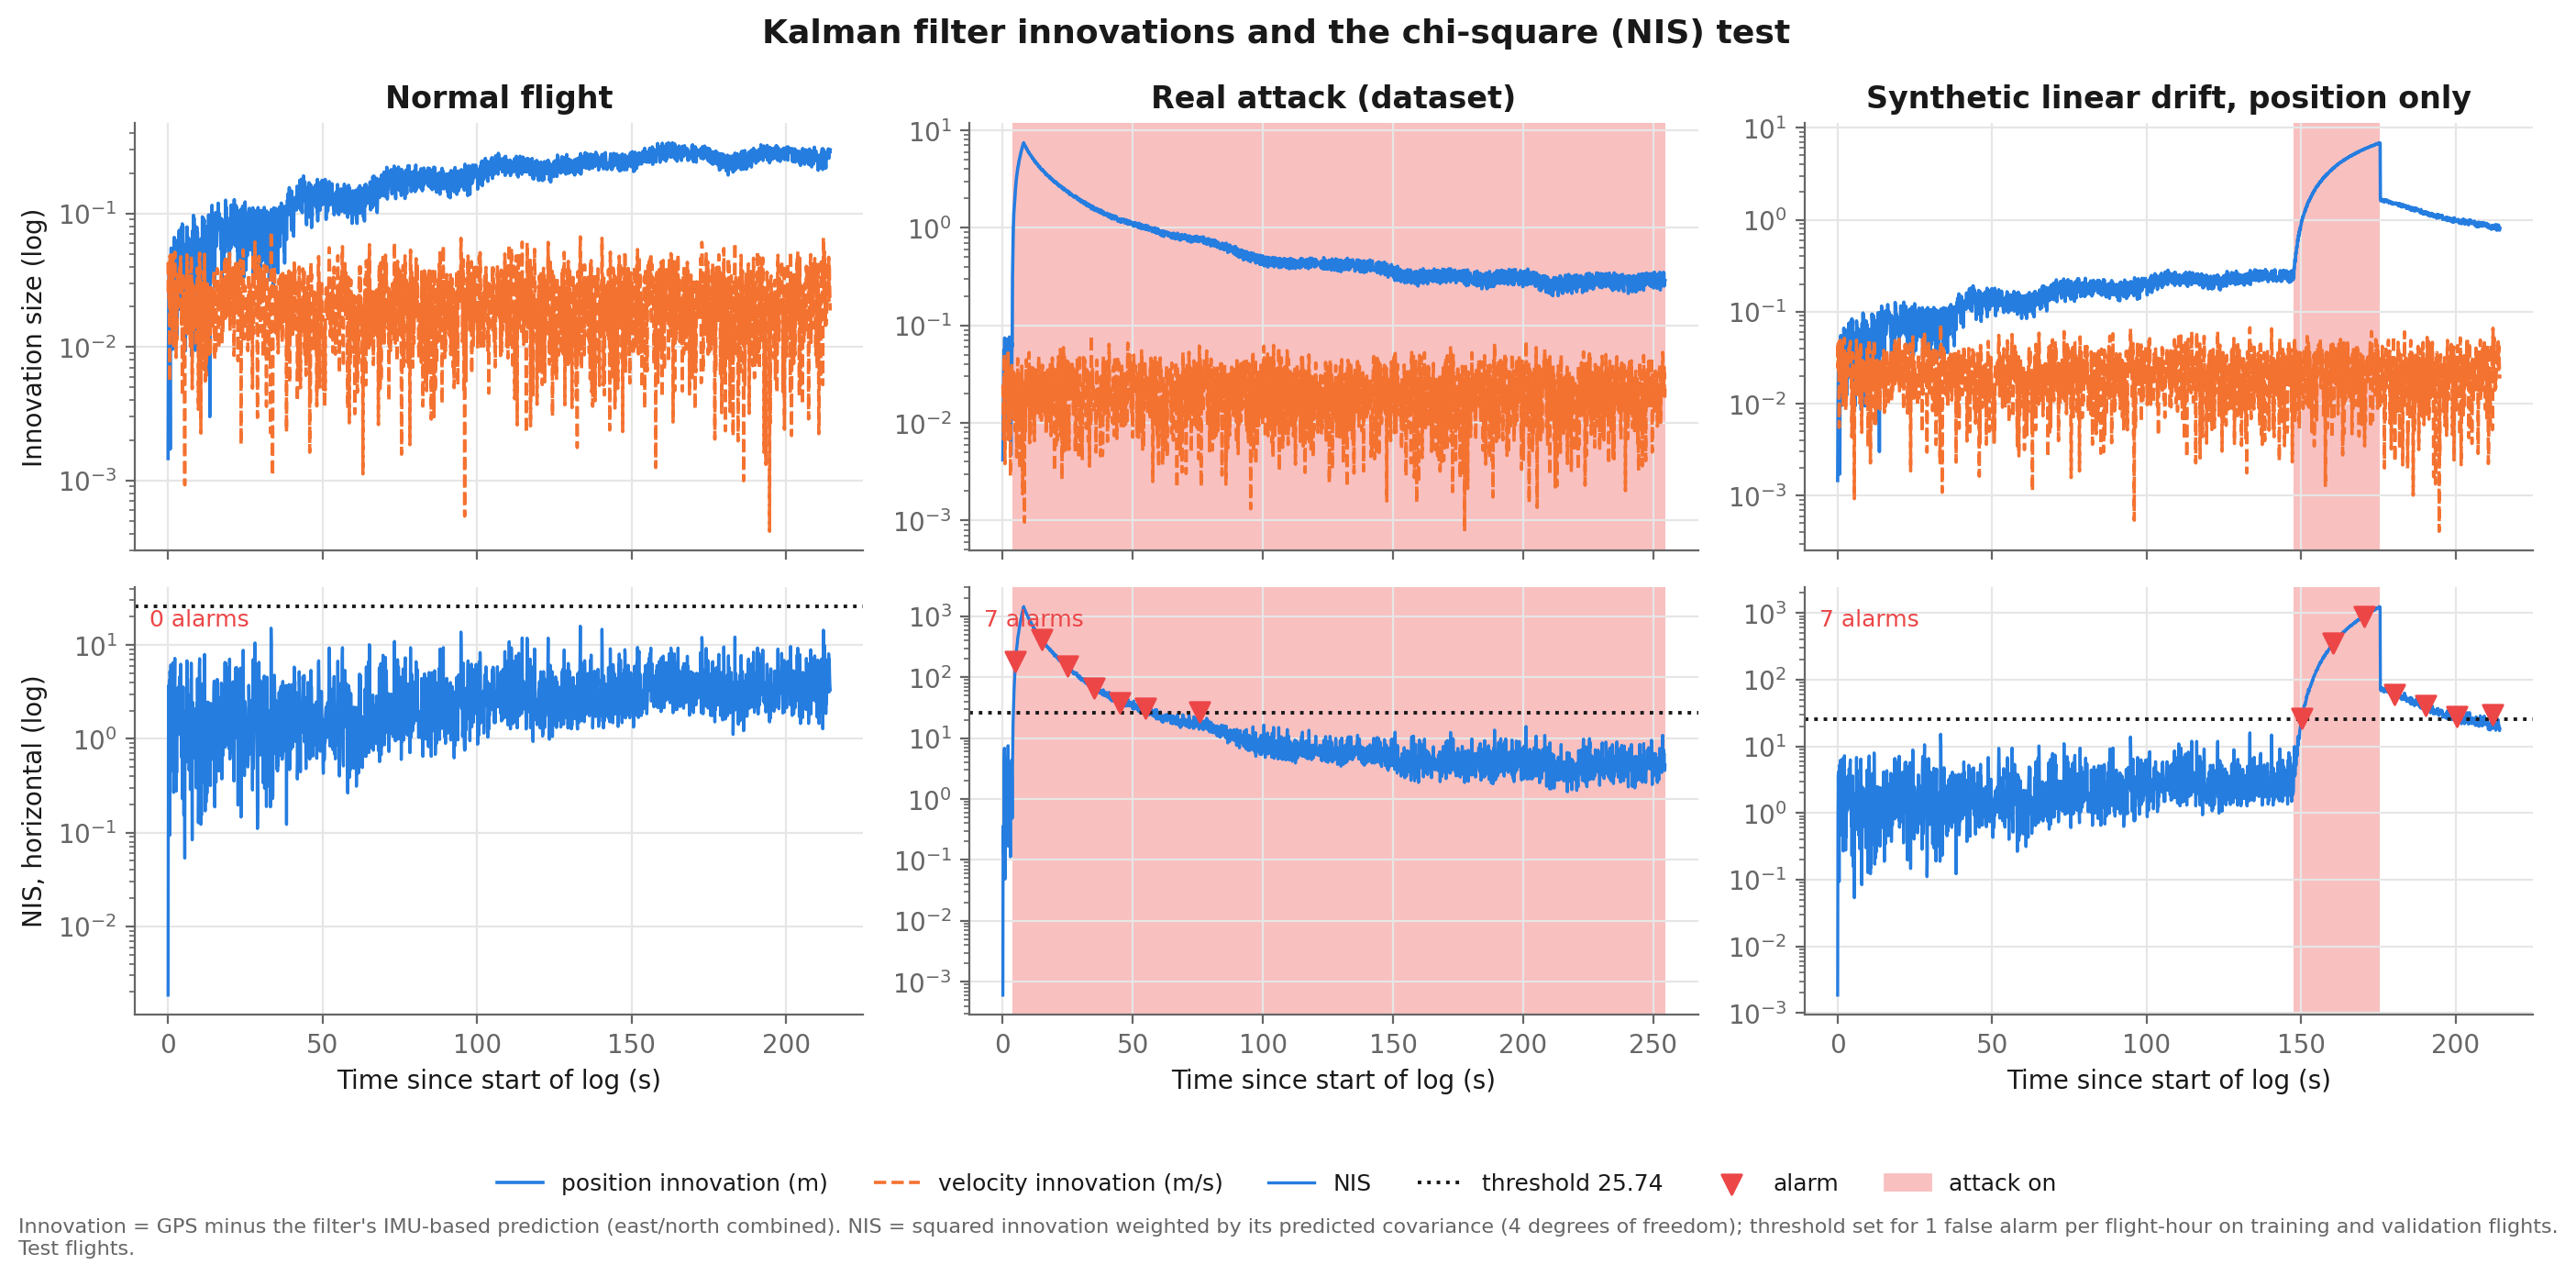 Kalman filter innovations and the chi-square (NIS) test
Normal flight
Real attack (dataset)
Synthetic linear drift, position only
Innovation size (log)
10⁻¹
10⁻²
10⁻³
10¹
10⁰
10⁻¹
10⁻²
10⁻³
10¹
10⁰
10⁻¹
10⁻²
10⁻³
NIS, horizontal (log)
10¹
10⁰
10⁻¹
10⁻²
0 alarms
10³
10²
10¹
10⁰
10⁻¹
10⁻²
10⁻³
7 alarms
10³
10²
10¹
10⁰
10⁻¹
10⁻²
10⁻³
7 alarms
0 50 100 150 200
0 50 100 150 200 250
0 50 100 150 200
Time since start of log (s)
Time since start of log (s)
Time since start of log (s)
position innovation (m) velocity innovation (m/s) NIS threshold 25.74 alarm attack on
Innovation = GPS minus the filter's IMU-based prediction (east/north combined). NIS = squared innovation weighted by its predicted covariance (4 degrees of freedom); threshold set for 1 false alarm per flight-hour on training and validation flights.
Test flights.